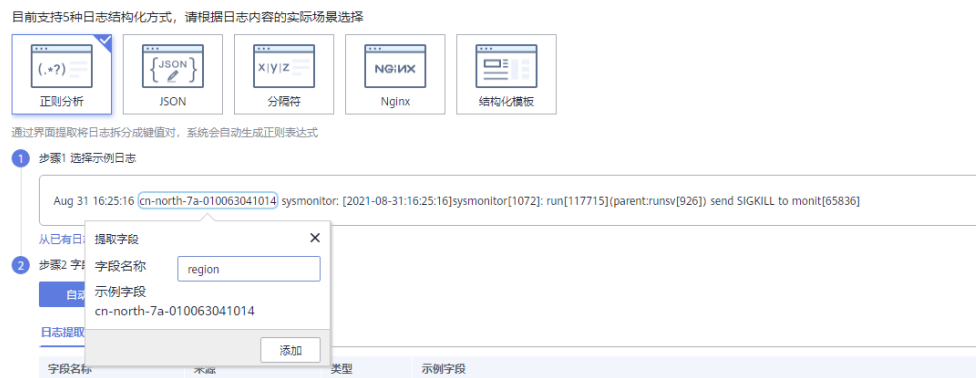 目前支持5种日志结构化方式，请根据日志内容的实际场景选择
(.*?)
JSON
X|Y|Z
NGINX
正则分析
JSON
分隔符
Nginx
结构化模板
通过界面提取将日志拆分成键值对，系统会自动生成正则表达式
1 步骤1 选择示例日志
Aug 31 16:25:16 cn-north-7a-010063041014 sysmonitor: [2021-08-31:16:25:16]sysmonitor[1072]: run[117715](parent:runsv[926]) send SIGKILL to monit[65836]
从已有日
提取字段
2 步骤2 字
字段名称
region
示例字段
自动
cn-north-7a-010063041014
日志提取
添加
字段名称 来源 类型 示例字段